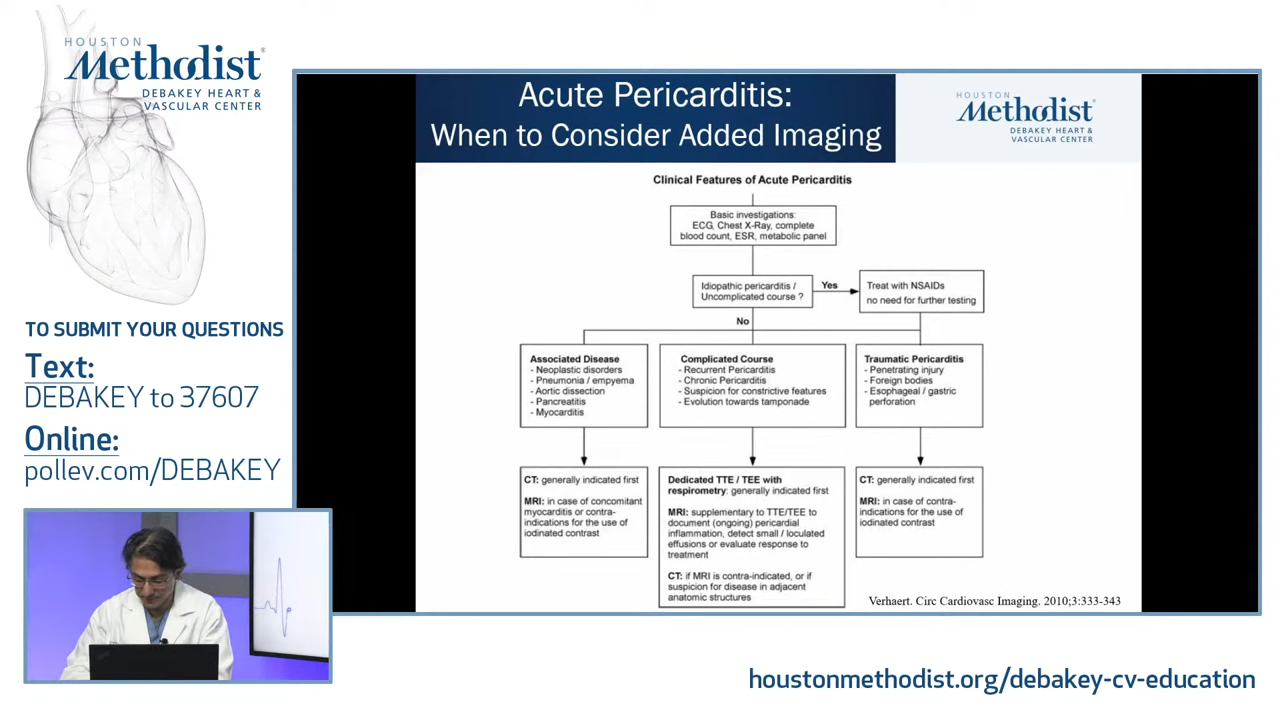 HOUSTON
Methodist®
DEBAKEY HEART &
VASCULAR CENTER
TO SUBMIT YOUR QUESTIONS
Text:
DEBAKEY to 37607
Online:
pollev.com/DEBAKEY
Acute Pericarditis:
When to Consider Added Imaging
HOUSTON
Methodist®
DEBAKEY HEART &
VASCULAR CENTER
Clinical Features of Acute Pericarditis
Basic investigations:
ECG, Chest X-Ray, complete
blood count, ESR, metabolic panel
Idiopathic pericarditis /
Uncomplicated course ?
Yes
Treat with NSAIDs
no need for further testing
No
Associated Disease
- Neoplastic disorders
- Pneumonia / empyema
- Aortic dissection
- Pancreatitis
- Myocarditis
Complicated Course
- Recurrent Pericarditis
- Chronic Pericarditis
- Suspicion for constrictive features
- Evolution towards tamponade
Traumatic Pericarditis
- Penetrating injury
- Foreign bodies
- Esophageal / gastric
perforation
CT: generally indicated first
MRI: in case of concomitant
myocarditis or contra-
indications for the use of
iodinated contrast
Dedicated TTE / TEE with
respirometry: generally indicated first
MRI: supplementary to TTE/TEE to
document (ongoing) pericardial
inflammation, detect small / loculated
effusions or evaluate response to
treatment
CT: if MRI is contra-indicated, or if
suspicion for disease in adjacent
anatomic structures
CT: generally indicated first
MRI: in case of contra-
indications for the use of
iodinated contrast
Verhaert. Circ Cardiovasc Imaging. 2010;3:333-343
houstonmethodist.org/debakey-cv-education